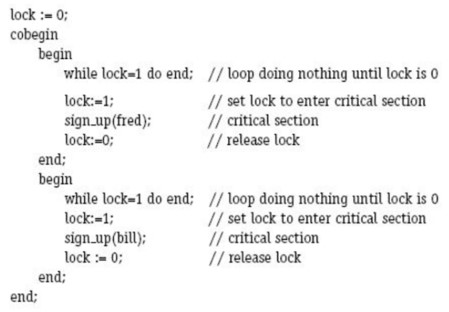 lock := 0;
cobegin
begin
while lock=1 do end; // loop doing nothing until lock is 0
lock:=1; // set lock to enter critical section
sign_up(fred); // critical section
lock:=0; // release lock
end;
begin
while lock=1 do end; // loop doing nothing until lock is 0
lock:=1; // set lock to enter critical section
sign_up(bill); // critical section
lock := 0; // release lock
end;
end;